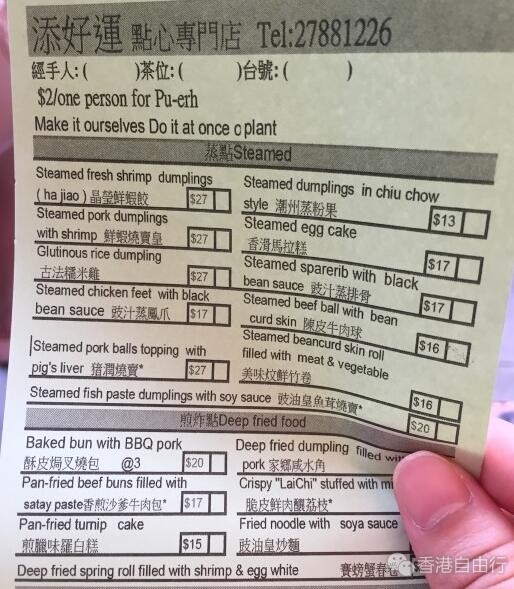 添好運 點心專門店 Tel:27881226
經手人:( )茶位:( )台號:( )
$2/one person for Pu-erh
Make it ourselves Do it at once o plant
蒸點Steamed
Steamed fresh shrimp dumplings
(ha jiao) 晶瑩鮮蝦餃 $27
Steamed pork dumplings
with shrimp 鮮蝦燒賣皇 $27
Glutinous rice dumpling
古法糯米雞 $27
Steamed chicken feet with black
bean sauce 豉汁蒸鳳爪 $17
Steamed pork balls topping with
pig's liver 猪潤燒賣* $27
Steamed dumplings in chiu chow
style 潮州蒸粉果 $13
Steamed egg cake
香滑馬拉糕 $17
Steamed sparerib with black
bean sauce 豉汁蒸排骨 $17
Steamed beef ball with bean
curd skin 陳皮牛肉球 $16
Steamed beancurd skin roll
filled with meat & vegetable
美味炆鮮竹卷 $16
Steamed fish paste dumplings with soy sauce 豉油皇魚茸燒賣* $20
煎炸點Deep fried food
Baked bun with BBQ pork
酥皮焗叉燒包 @3 $20
Pan-fried beef buns filled with
satay paste香煎沙爹牛肉包* $17
Pan-fried turnip cake
煎臘味羅白糕 $15
Deep fried dumpling filled with
pork 家鄉咸水角
Crispy "LaiChi" stuffed with
脆皮鮮肉釀荔枝*
Fried noodle with soya sauce
豉油皇炒麵
Deep fried spring roll filled with shrimp & egg white 賽螃蟹春卷
香港自由行